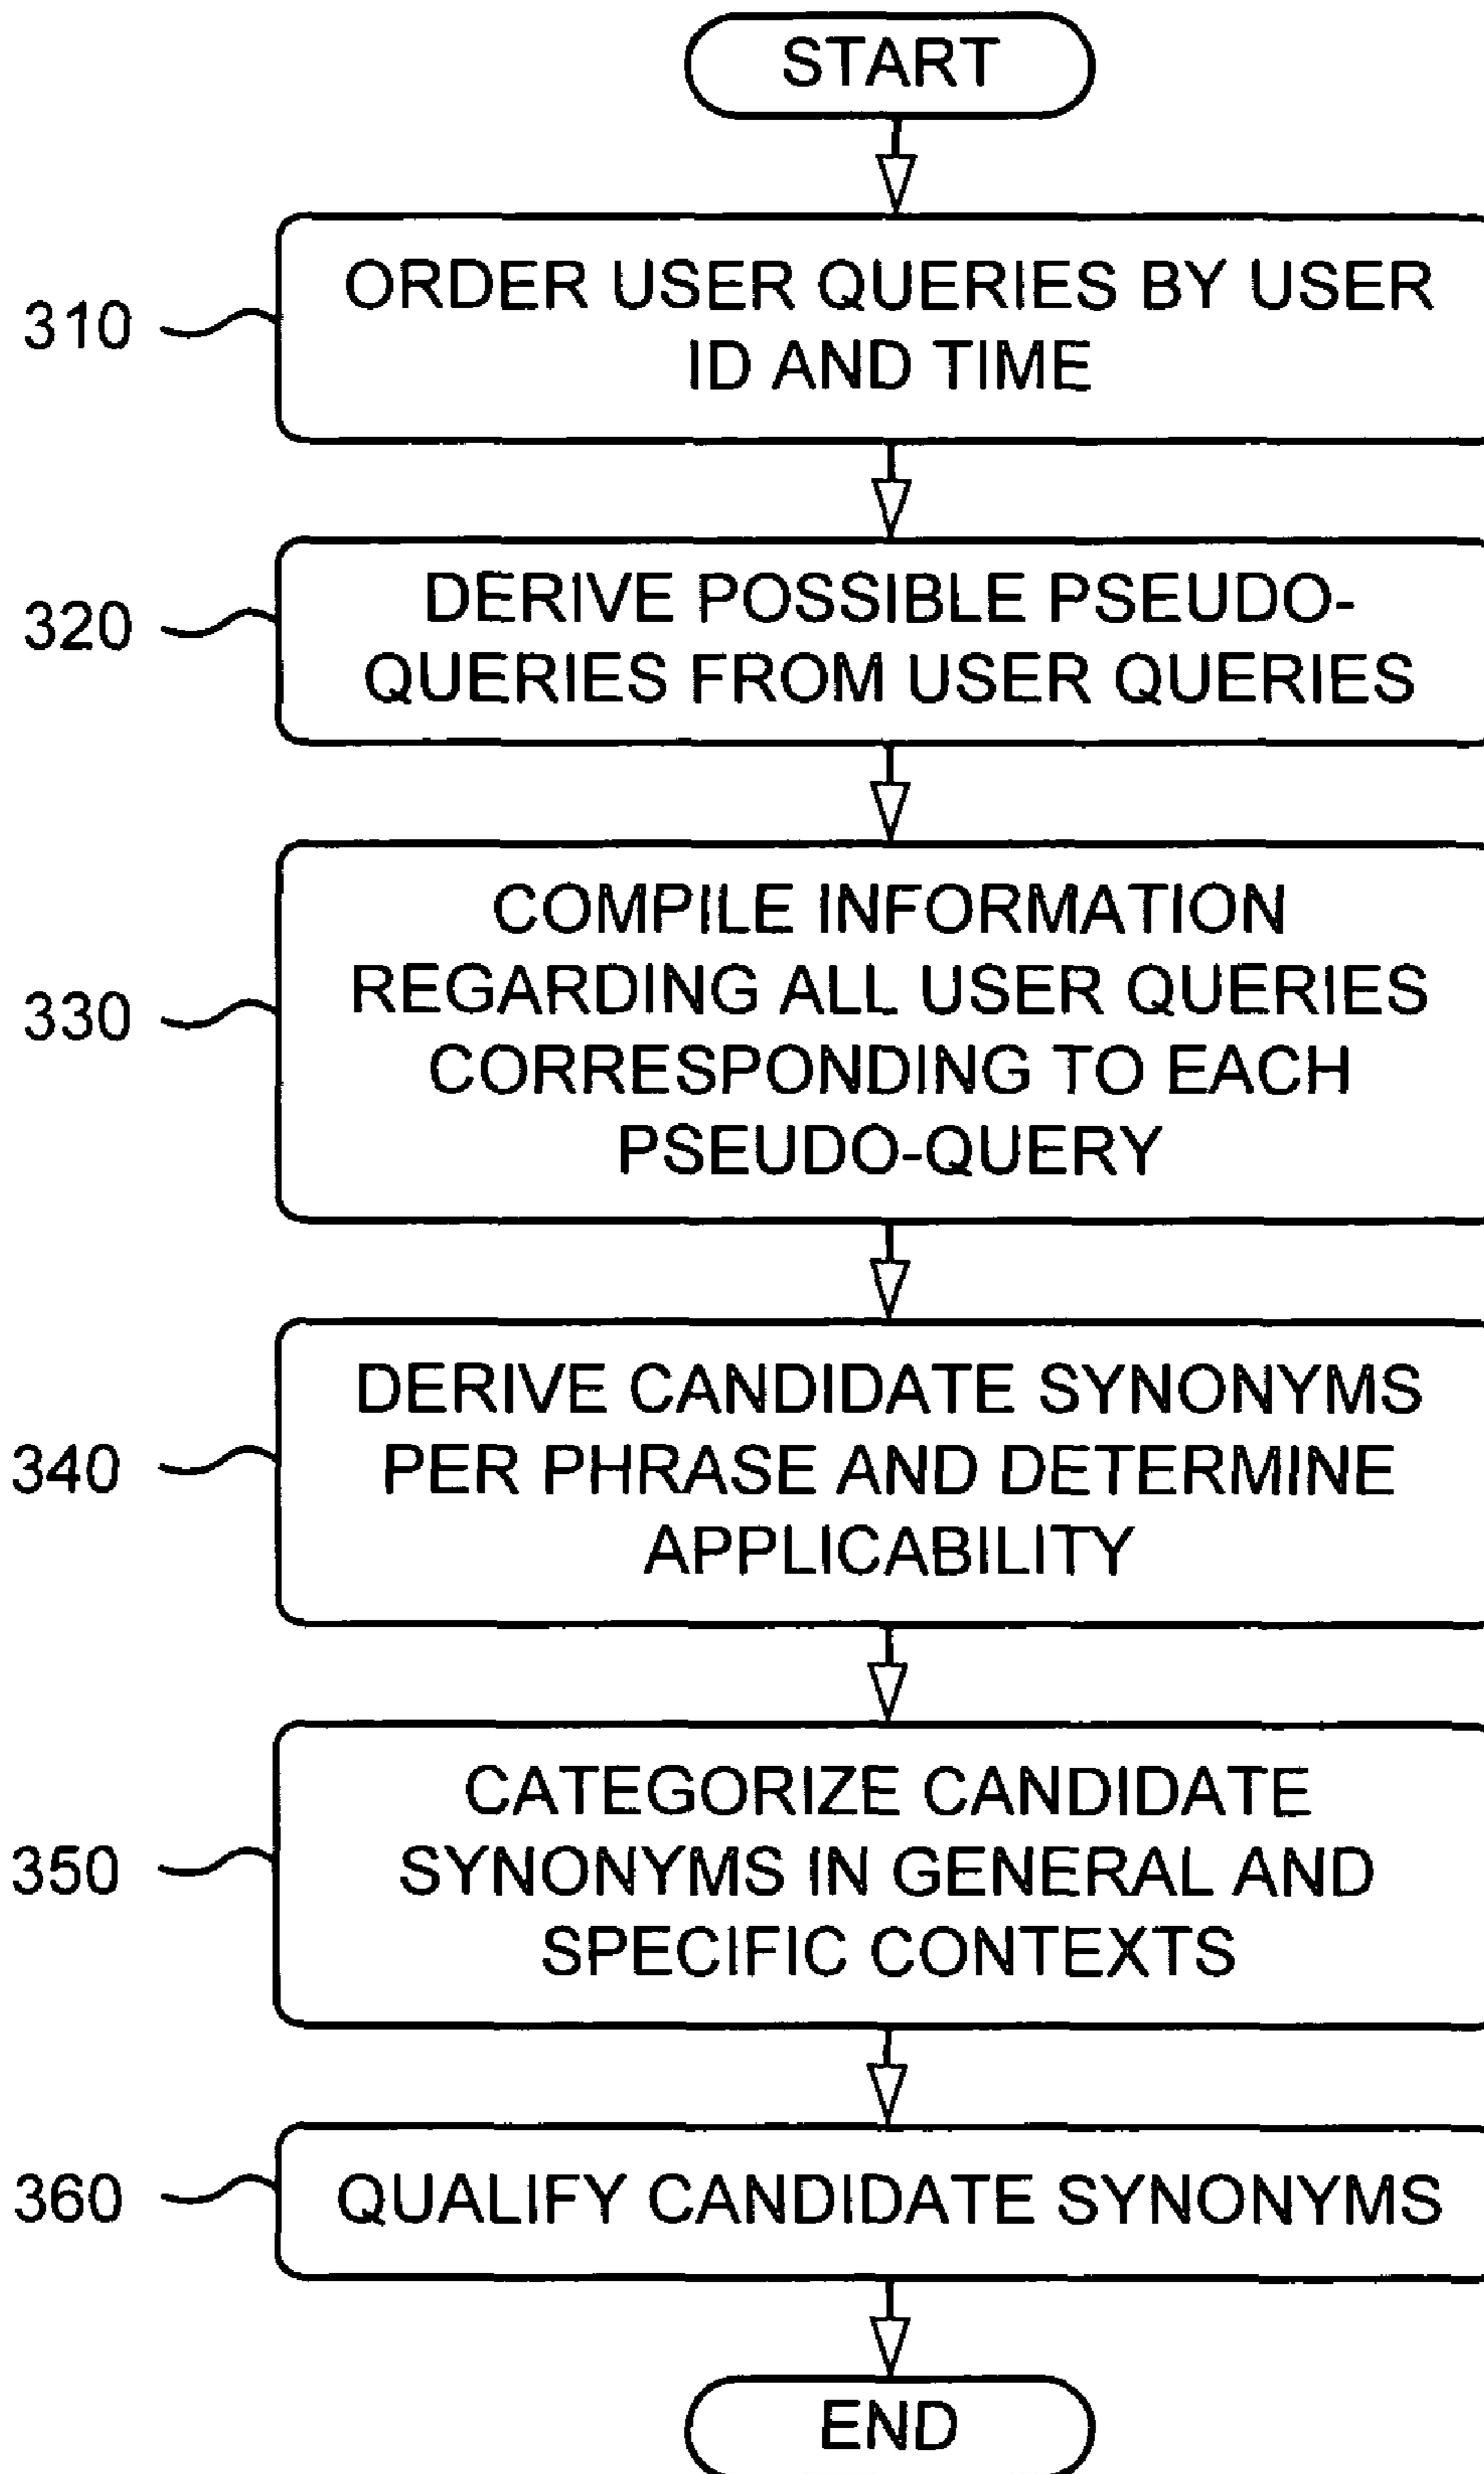 START
310
ORDER USER QUERIES BY USER
ID AND TIME
320
DERIVE POSSIBLE PSEUDO-
QUERIES FROM USER QUERIES
330
COMPILE INFORMATION
REGARDING ALL USER QUERIES
CORRESPONDING TO EACH
PSEUDO-QUERY
340
DERIVE CANDIDATE SYNONYMS
PER PHRASE AND DETERMINE
APPLICABILITY
350
CATEGORIZE CANDIDATE
SYNONYMS IN GENERAL AND
SPECIFIC CONTEXTS
360
QUALIFY CANDIDATE SYNONYMS
END